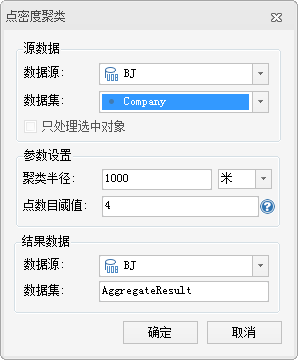 点密度聚类
源数据
数据源: BJ
数据集: Company
只处理选中对象
参数设置
聚类半径: 1000 米
点数目阈值: 4
结果数据
数据源: BJ
数据集: AggregateResult
确定 取消